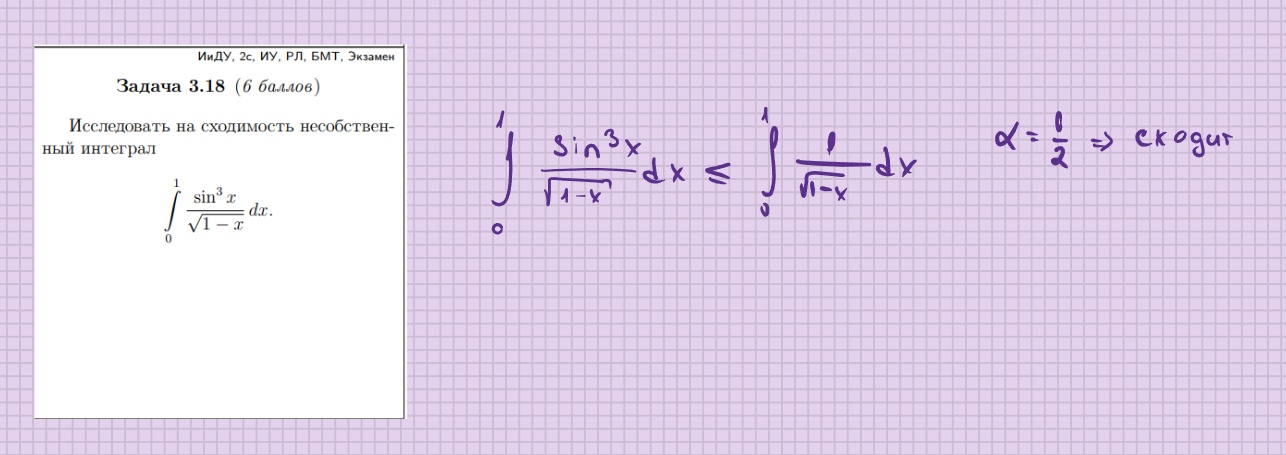 ИиДУ, 2с, ИУ, РЛ, БМТ, Экзамен
Задача 3.18 (6 баллов)
Исследовать на сходимость несобствен-
ный интеграл
∫₀¹ sin³ x / √(1 − x) dx.
∫₀¹ sin³x / √(1-x) dx ≤ ∫₀¹ 1 / √(1-x) dx
α = 1/2 ⇒ сходит